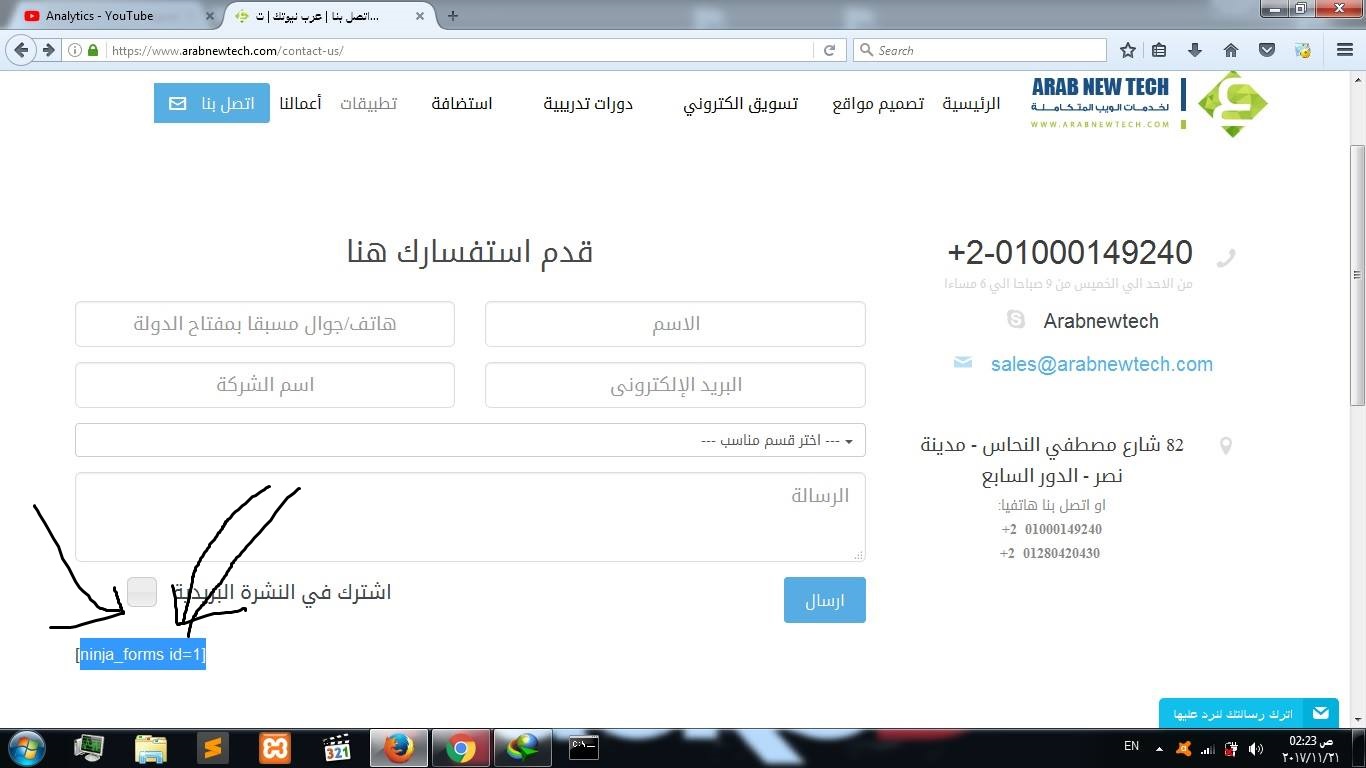 Analytics - YouTube
اتصل بنا | عرب نيوتك | ت...
https://www.arabnewtech.com/contact-us/
Search
ARAB NEW TECH
لخدمات الويب المتكاملة
WWW.ARABNEWTECH.COM
الرئيسية
تصميم مواقع
تسويق الكتروني
دورات تدريبية
استضافة
تطبيقات
أعمالنا
اتصل بنا
+2-01000149240
من الاحد الي الخميس من 9 صباحا الي 6 مساءا
Arabnewtech
sales@arabnewtech.com
82 شارع مصطفي النحاس - مدينة
نصر - الدور السابع
او اتصل بنا هاتفيا:
+2 01000149240
+2 01280420430
قدم استفسارك هنا
الاسم
هاتف/جوال مسبقا بمفتاح الدولة
البريد الإلكترونى
اسم الشركة
--- اختر قسم مناسب ---
الرسالة
ارسال
اشترك في النشرة البريدية
[ninja_forms id=1]
اترك رسالتك لنرد عليها
321
C:\
EN
02:23 ص
٢٠١٧/١١/٢١